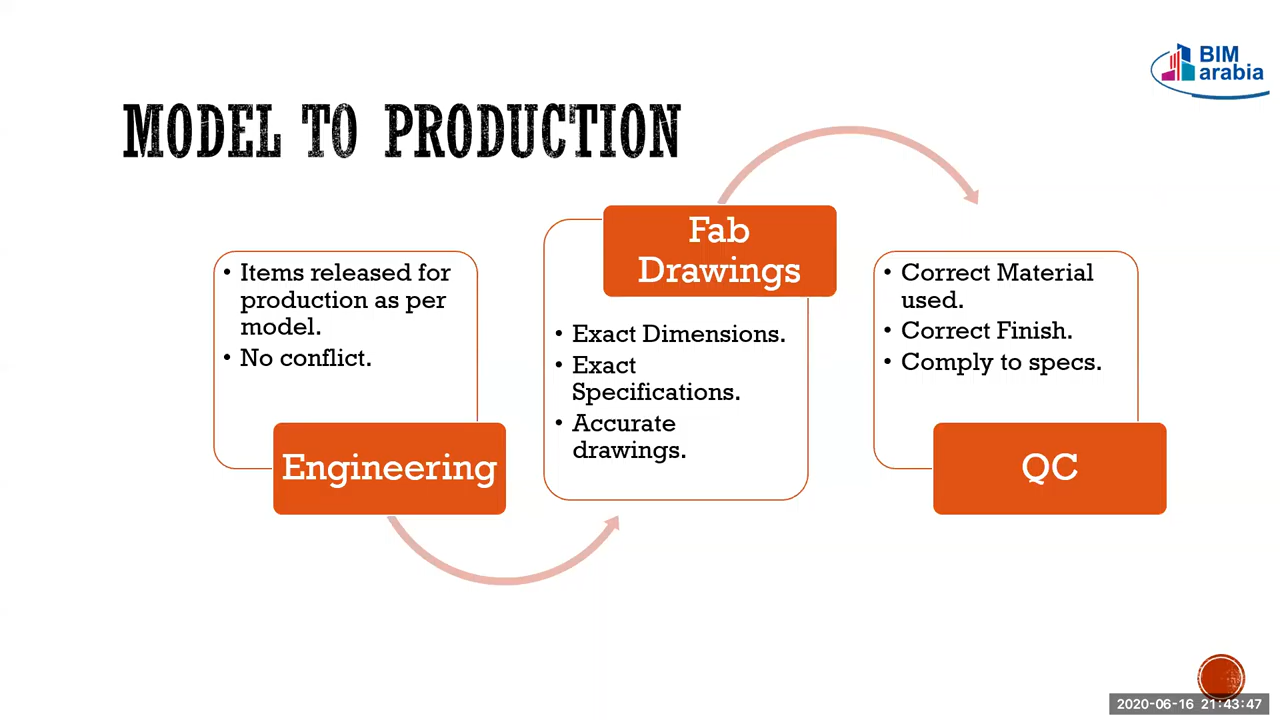 BIM
arabia
MODEL TO PRODUCTION
• Items released for
production as per
model.
• No conflict.
Engineering
Fab
Drawings
• Exact Dimensions.
• Exact
Specifications.
• Accurate
drawings.
• Correct Material
used.
• Correct Finish.
• Comply to specs.
QC
2020-06-16 21:43:47